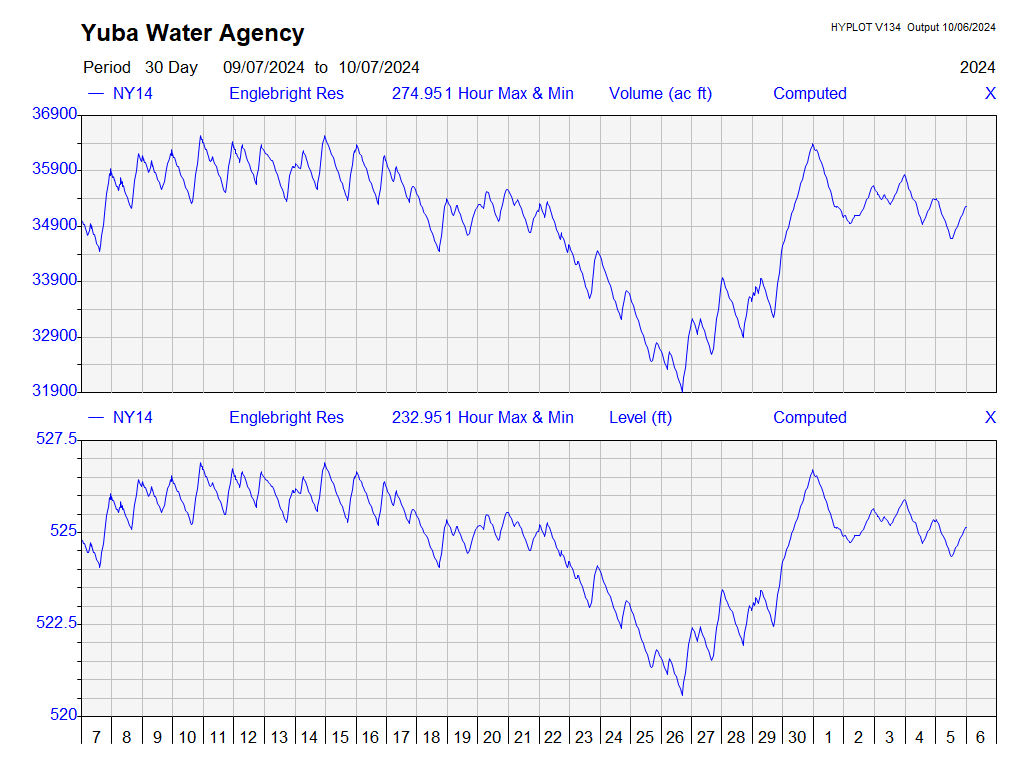 Yuba Water Agency
HYPLOT V134 Output 10/06/2024
Period 30 Day 09/07/2024 to 10/07/2024 2024
— NY14 Englebright Res 274.951 Hour Max & Min Volume (ac ft) Computed X
36900
35900
34900
33900
32900
31900
— NY14 Englebright Res 232.951 Hour Max & Min Level (ft) Computed X
527.5
525
522.5
520
7 8 9 10 11 12 13 14 15 16 17 18 19 20 21 22 23 24 25 26 27 28 29 30 1 2 3 4 5 6